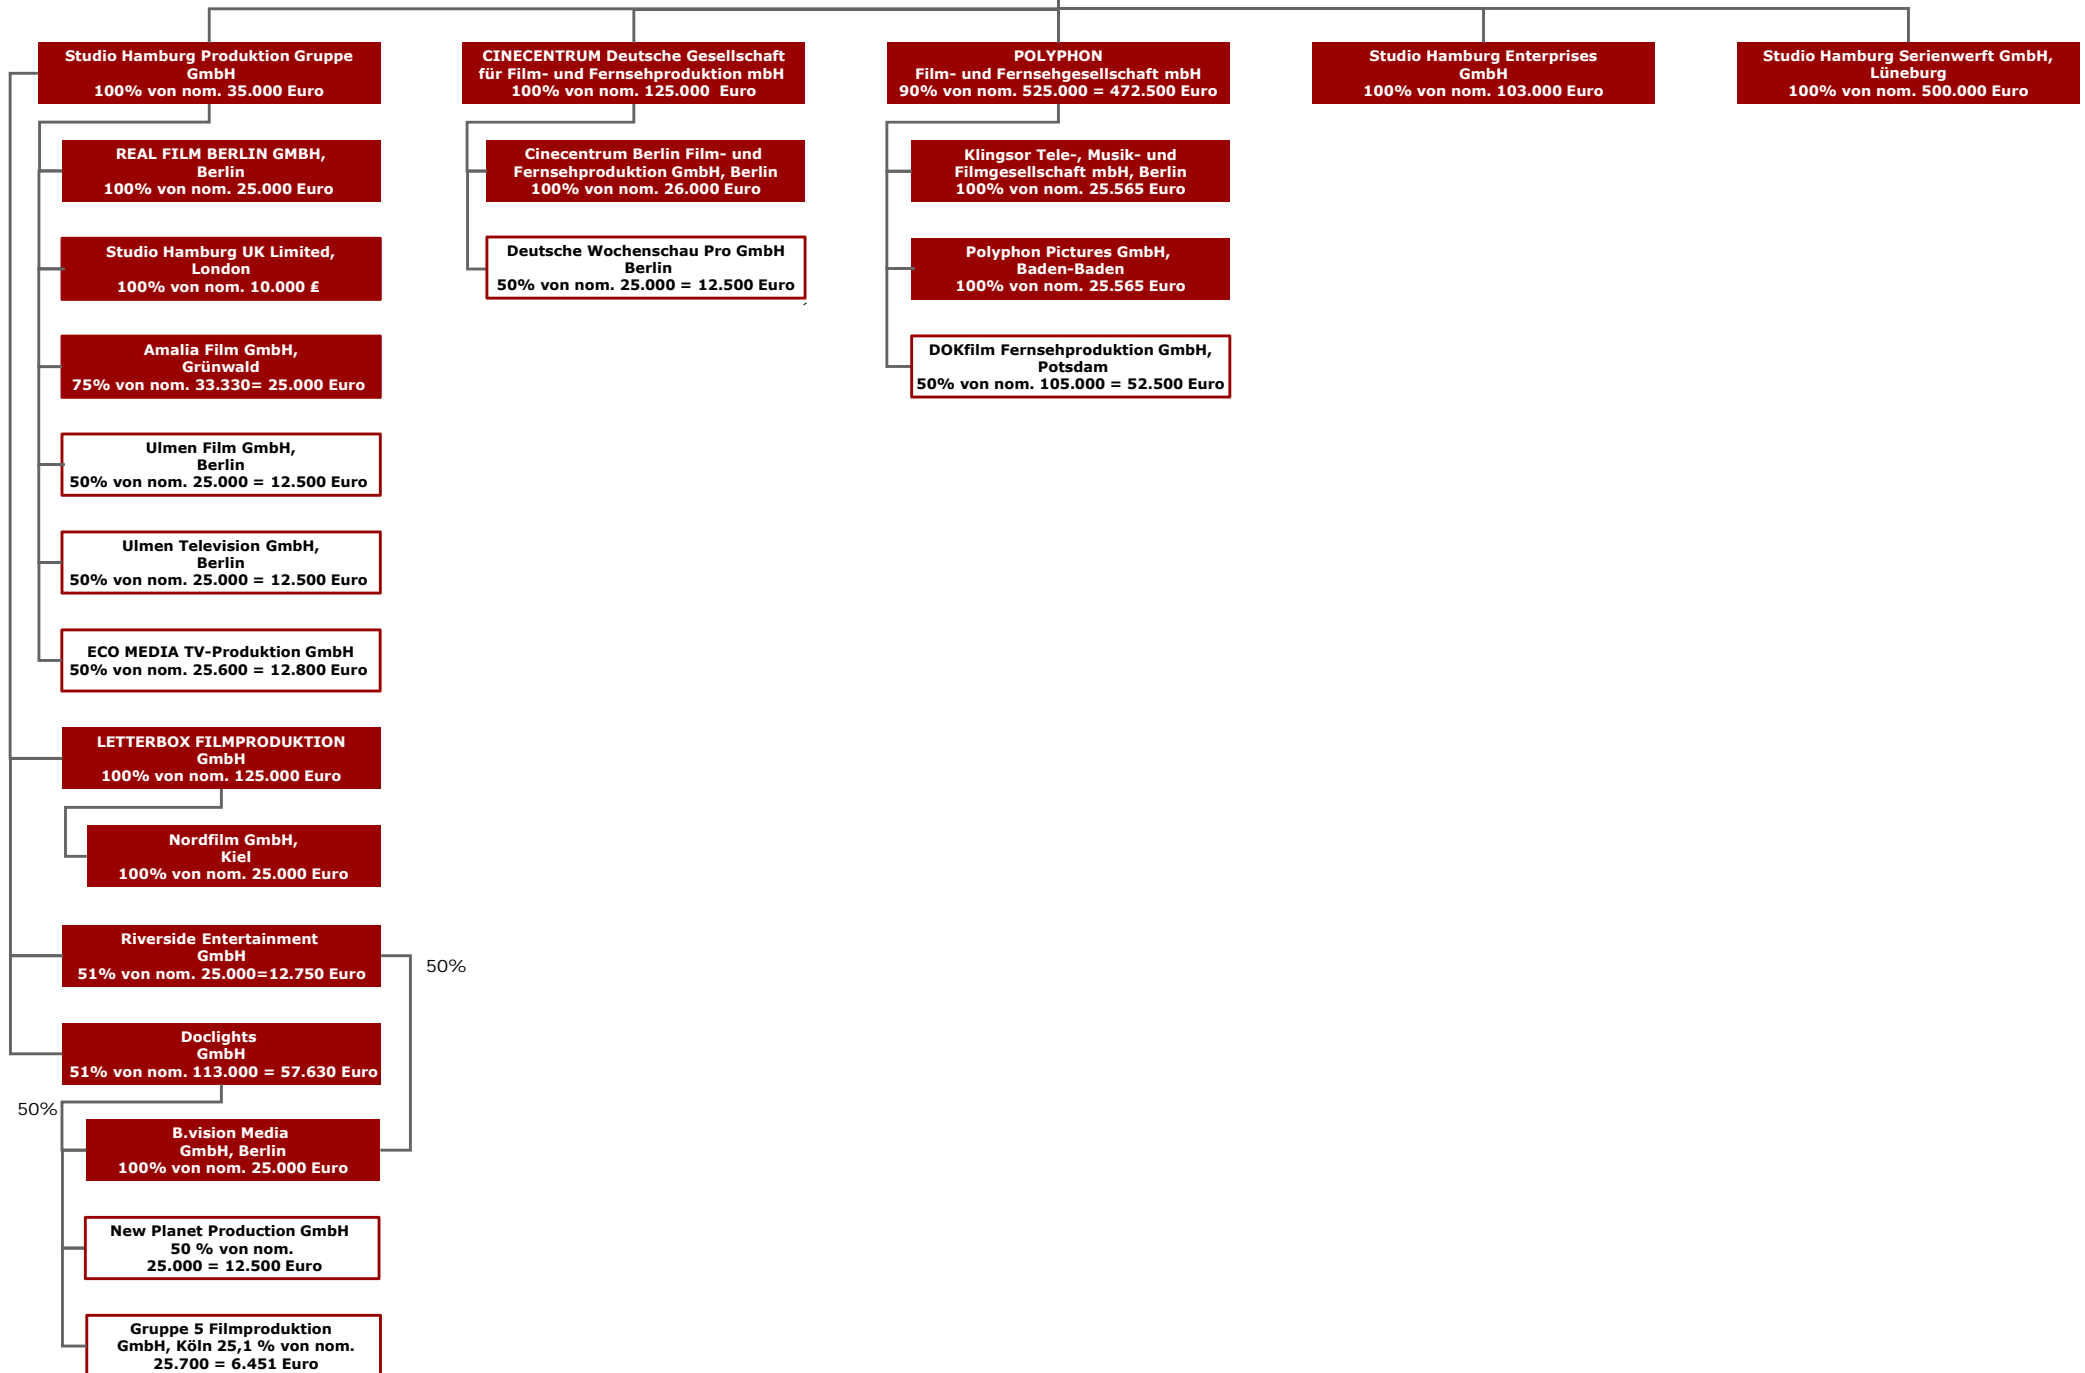 Studio Hamburg Produktion Gruppe
GmbH
100% von nom. 35.000 Euro
CINECENTRUM Deutsche Gesellschaft
für Film- und Fernsehproduktion mbH
100% von nom. 125.000 Euro
POLYPHON
Film- und Fernsehgesellschaft mbH
90% von nom. 525.000 = 472.500 Euro
Studio Hamburg Enterprises
GmbH
100% von nom. 103.000 Euro
Studio Hamburg Serienwerft GmbH,
Lüneburg
100% von nom. 500.000 Euro
REAL FILM BERLIN GMBH,
Berlin
100% von nom. 25.000 Euro
Studio Hamburg UK Limited,
London
100% von nom. 10.000 ₤
Amalia Film GmbH,
Grünwald
75% von nom. 33.330= 25.000 Euro
Ulmen Film GmbH,
Berlin
50% von nom. 25.000 = 12.500 Euro
Ulmen Television GmbH,
Berlin
50% von nom. 25.000 = 12.500 Euro
ECO MEDIA TV-Produktion GmbH
50% von nom. 25.600 = 12.800 Euro
LETTERBOX FILMPRODUKTION
GmbH
100% von nom. 125.000 Euro
Nordfilm GmbH,
Kiel
100% von nom. 25.000 Euro
Riverside Entertainment
GmbH
51% von nom. 25.000=12.750 Euro
50%
Doclights
GmbH
51% von nom. 113.000 = 57.630 Euro
50%
B.vision Media
GmbH, Berlin
100% von nom. 25.000 Euro
New Planet Production GmbH
50 % von nom.
25.000 = 12.500 Euro
Gruppe 5 Filmproduktion
GmbH, Köln 25,1 % von nom.
25.700 = 6.451 Euro
Cinecentrum Berlin Film- und
Fernsehproduktion GmbH, Berlin
100% von nom. 26.000 Euro
Deutsche Wochenschau Pro GmbH
Berlin
50% von nom. 25.000 = 12.500 Euro
Klingsor Tele-, Musik- und
Filmgesellschaft mbH, Berlin
100% von nom. 25.565 Euro
Polyphon Pictures GmbH,
Baden-Baden
100% von nom. 25.565 Euro
DOKfilm Fernsehproduktion GmbH,
Potsdam
50% von nom. 105.000 = 52.500 Euro